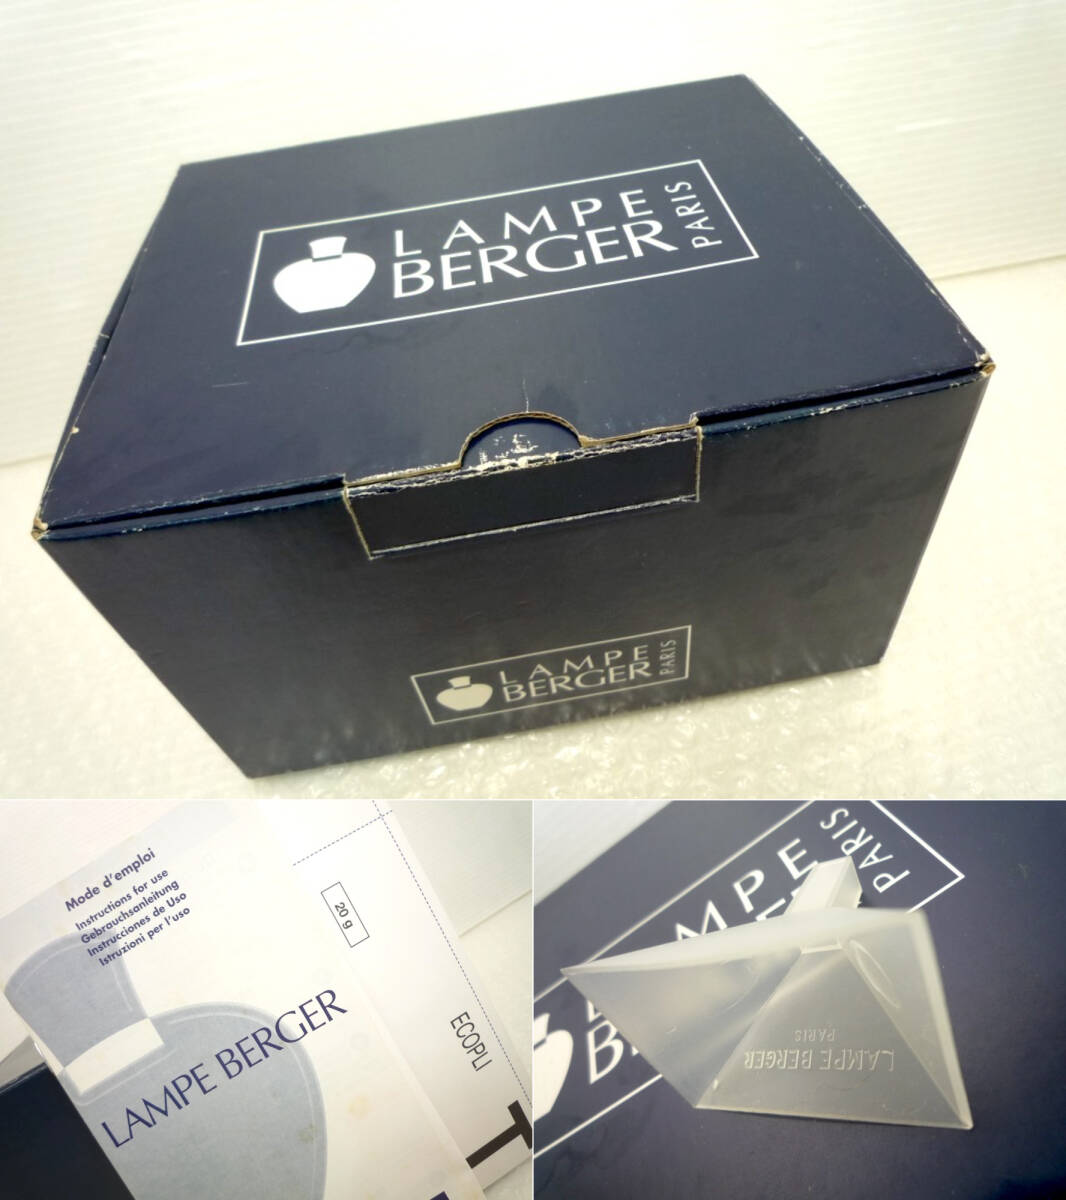 LAMPE
BERGER
PARIS
LAMPE
BERGER
PARIS
Mode d'emploi
Instructions for use
Gebrauchsanleitung
Instrucciones de Uso
Istruzioni per l'uso
LAMPE BERGER
20 g
ECOPLI
LAMPE
PARIS
LAMPE BERGER
PARIS